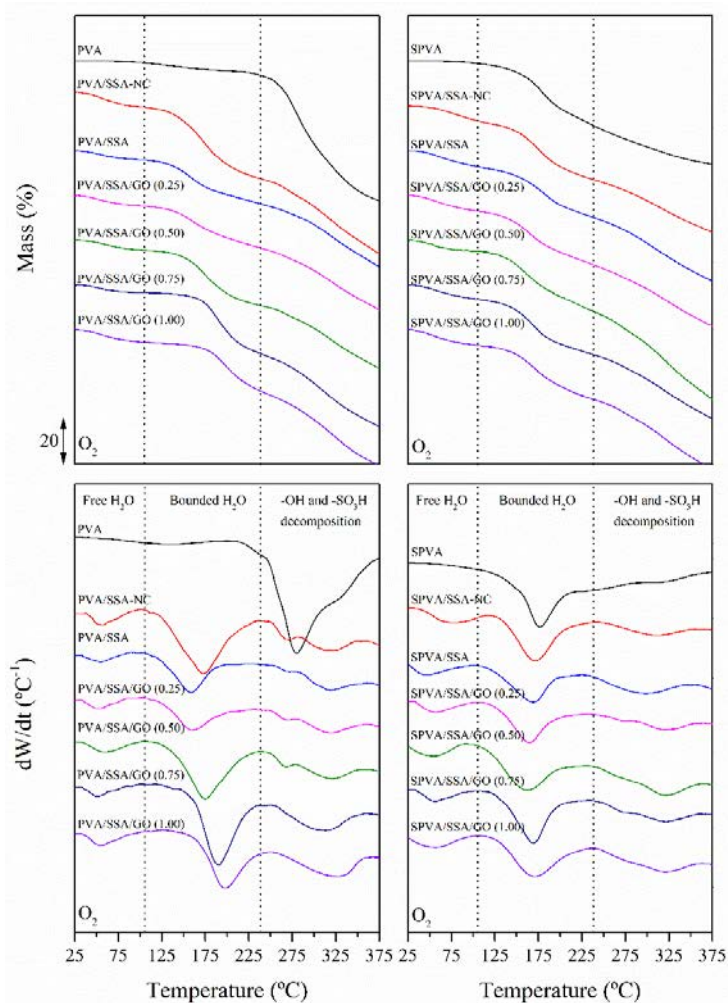 PVA
PVA/SSA-NC
PVA/SSA
PVA/SSA/GO (0.25)
PVA/SSA/GO (0.50)
PVA/SSA/GO (0.75)
PVA/SSA/GO (1.00)
O2
Mass (%)
20
SPVA
SPVA/SSA-NC
SPVA/SSA
SPVA/SSA/GO (0.25)
SPVA/SSA/GO (0.50)
SPVA/SSA/GO (0.75)
SPVA/SSA/GO (1.00)
O2
Free H2O
Bounded H2O
-OH and -SO3H
decomposition
PVA
PVA/SSA-NC
PVA/SSA
PVA/SSA/GO (0.25)
PVA/SSA/GO (0.50)
PVA/SSA/GO (0.75)
PVA/SSA/GO (1.00)
O2
dW/dt (ºC-1)
25 75 125 175 225 275 325 375
Temperature (ºC)
Free H2O
Bounded H2O
-OH and -SO3H
decomposition
SPVA
SPVA/SSA-NC
SPVA/SSA
SPVA/SSA/GO (0.25)
SPVA/SSA/GO (0.50)
SPVA/SSA/GO (0.75)
SPVA/SSA/GO (1.00)
O2
25 75 125 175 225 275 325 375
Temperature (ºC)